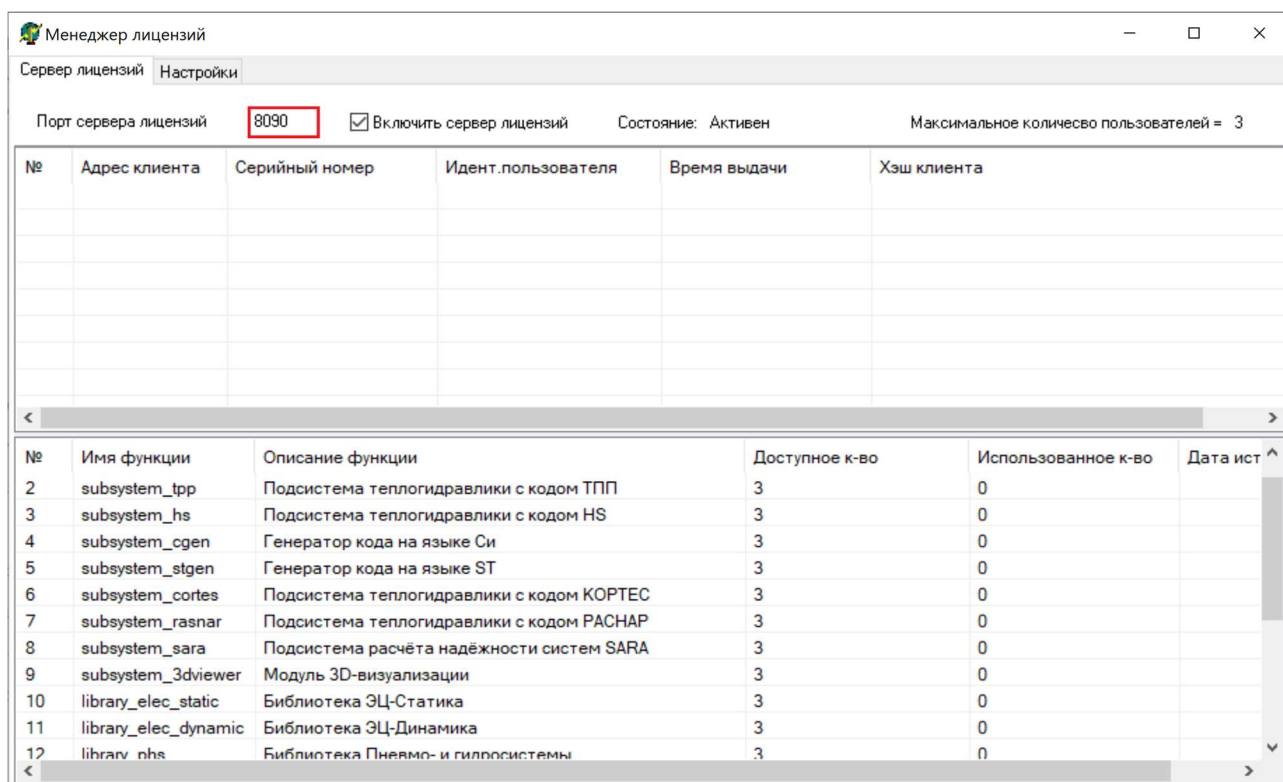 Менеджер лицензий
Сервер лицензий Настройки
Порт сервера лицензий 8090 Включить сервер лицензий Состояние: Активен Максимальное количесво пользователей = 3
№ Адрес клиента Серийный номер Идент.пользователя Время выдачи Хэш клиента
№ Имя функции Описание функции Доступное к-во Использованное к-во Дата ист
2 subsystem_tpp Подсистема теплогидравлики с кодом ТПП 3 0
3 subsystem_hs Подсистема теплогидравлики с кодом HS 3 0
4 subsystem_cgen Генератор кода на языке Си 3 0
5 subsystem_stgen Генератор кода на языке ST 3 0
6 subsystem_cortes Подсистема теплогидравлики с кодом КОРТЕС 3 0
7 subsystem_rasnar Подсистема теплогидравлики с кодом РАСНАР 3 0
8 subsystem_sara Подсистема расчёта надёжности систем SARA 3 0
9 subsystem_3dviewer Модуль 3D-визуализации 3 0
10 library_elec_static Библиотека ЭЦ-Статика 3 0
11 library_elec_dynamic Библиотека ЭЦ-Динамика 3 0
12 library_phs Библиотека Пневмо- и гидросистемы 3 0